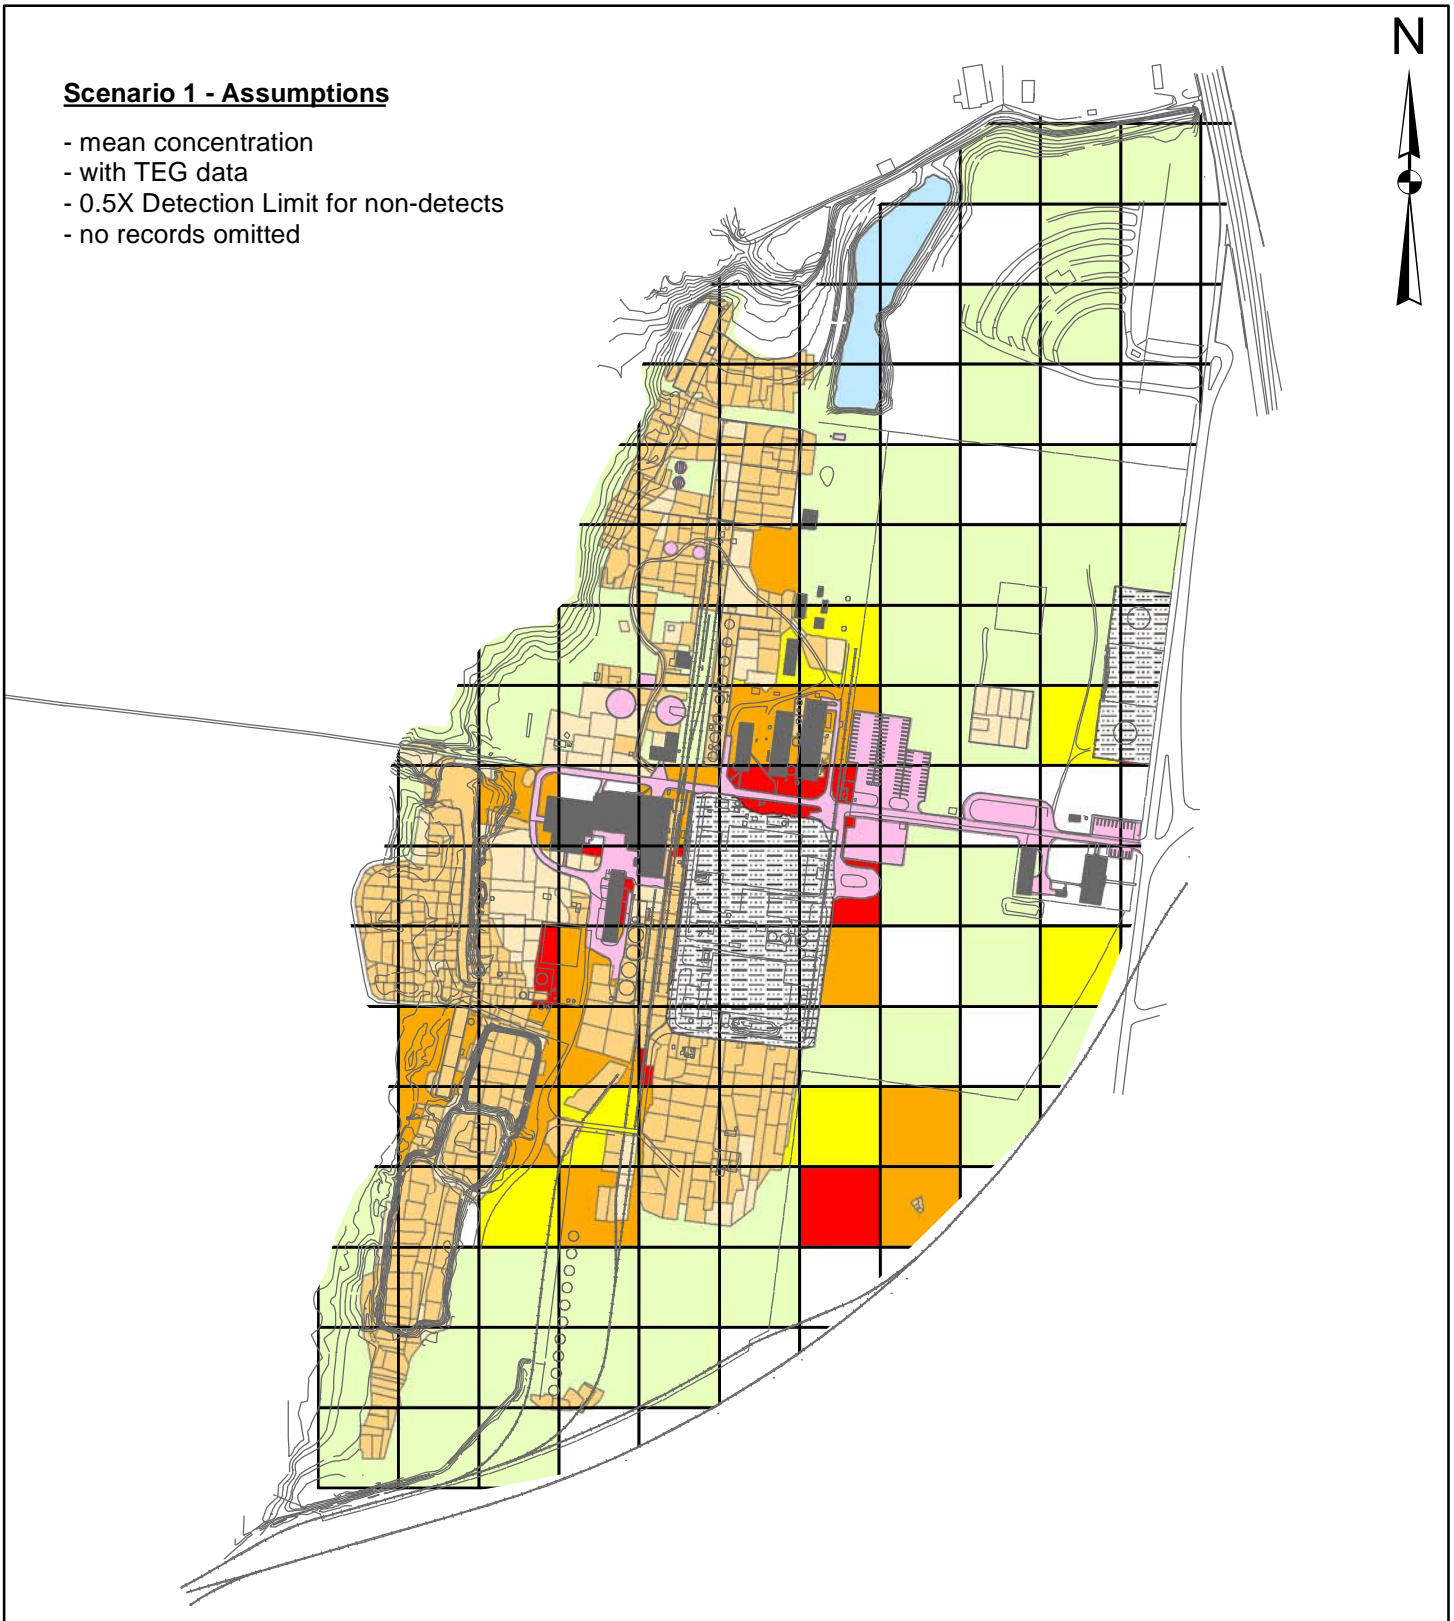 N
Scenario 1 - Assumptions
- mean concentration
- with TEG data
- 0.5X Detection Limit for non-detects
- no records omitted